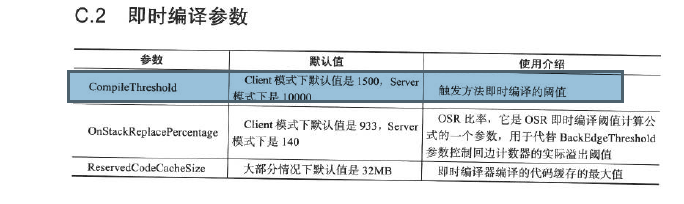 C.2 即时编译参数
参数 默认值 使用介绍
CompileThreshold Client 模式下默认值是 1500，Server 模式下是 10000 触发方法即时编译的阈值
OnStackReplacePercentage Client 模式下默认值是 933，Server 模式下是 140 OSR 比率，它是 OSR 即时编译阈值计算公式的一个参数，用于代替 BackEdgeThreshold 参数控制回边计数器的实际溢出阈值
ReservedCodeCacheSize 大部分情况下默认值是 32MB 即时编译器编译的代码缓存的最大值